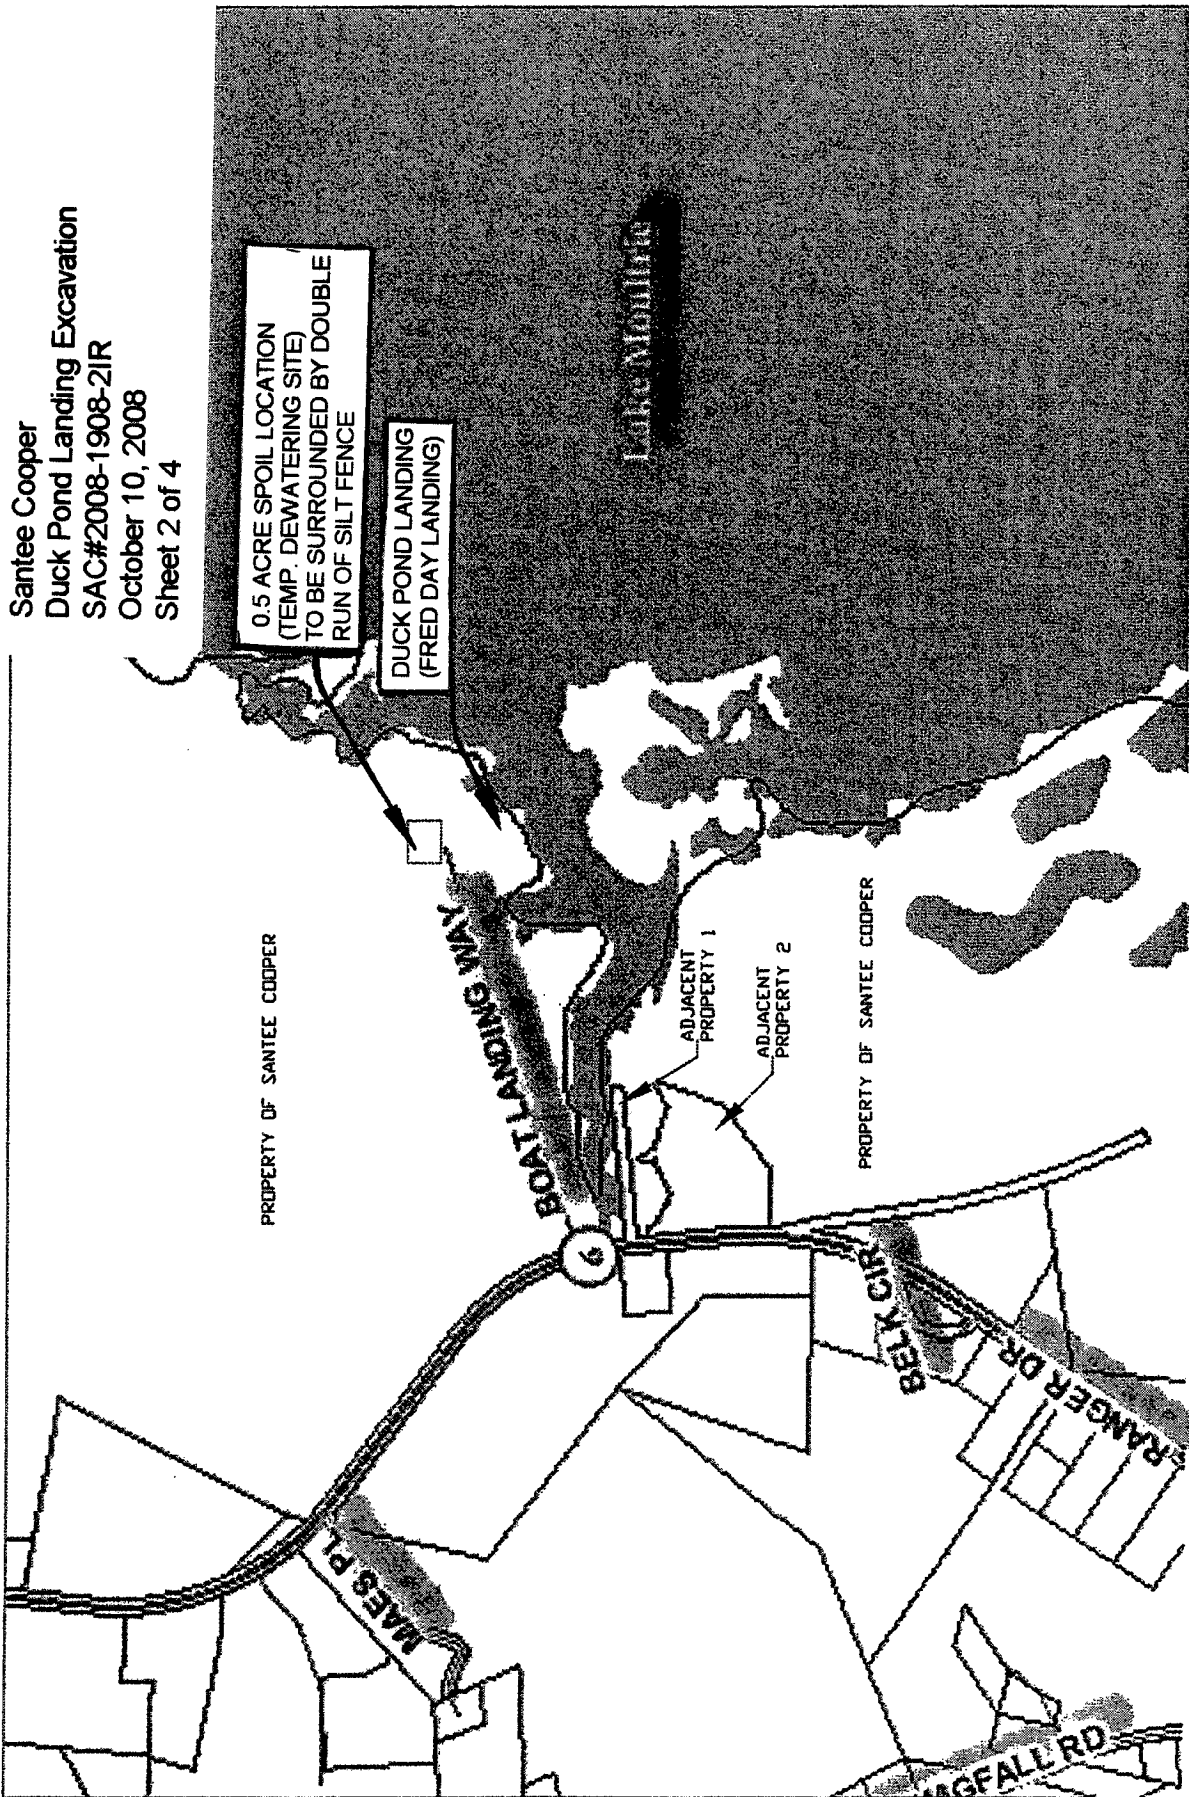 Santee Cooper
Duck Pond Landing Excavation
SAC#2008-1908-2IR
October 10, 2008
Sheet 2 of 4
0.5 ACRE SPOIL LOCATION
(TEMP. DEWATERING SITE)
TO BE SURROUNDED BY DOUBLE
RUN OF SILT FENCE
DUCK POND LANDING
(FRED DAY LANDING)
Lake Moultrie
PROPERTY OF SANTEE COOPER
BOAT LANDING WAY
ADJACENT
PROPERTY 1
ADJACENT
PROPERTY 2
PROPERTY OF SANTEE COOPER
6
MAES PL
BELK CIR
RANGER DR
AGFALL RD